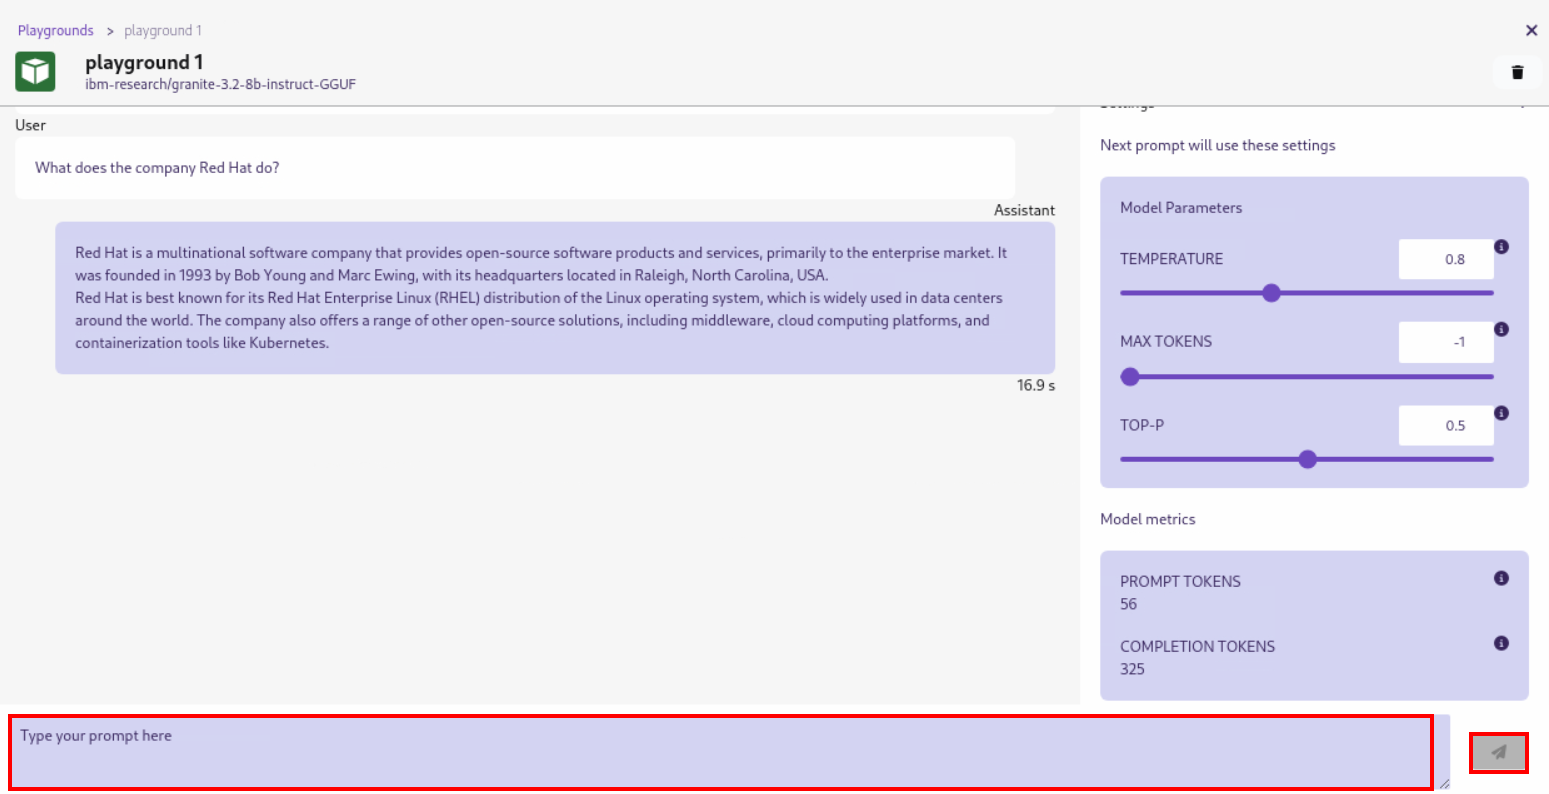 Playgrounds > playground 1
playground 1
ibm-research/granite-3.2-8b-instruct-GGUF
User
What does the company Red Hat do?
Assistant
Red Hat is a multinational software company that provides open-source software products and services, primarily to the enterprise market. It
was founded in 1993 by Bob Young and Marc Ewing, with its headquarters located in Raleigh, North Carolina, USA.
Red Hat is best known for its Red Hat Enterprise Linux (RHEL) distribution of the Linux operating system, which is widely used in data centers
around the world. The company also offers a range of other open-source solutions, including middleware, cloud computing platforms, and
containerization tools like Kubernetes.
16.9 s
Settings
Next prompt will use these settings
Model Parameters
TEMPERATURE
0.8
MAX TOKENS
-1
TOP-P
0.5
Model metrics
PROMPT TOKENS
56
COMPLETION TOKENS
325
Type your prompt here